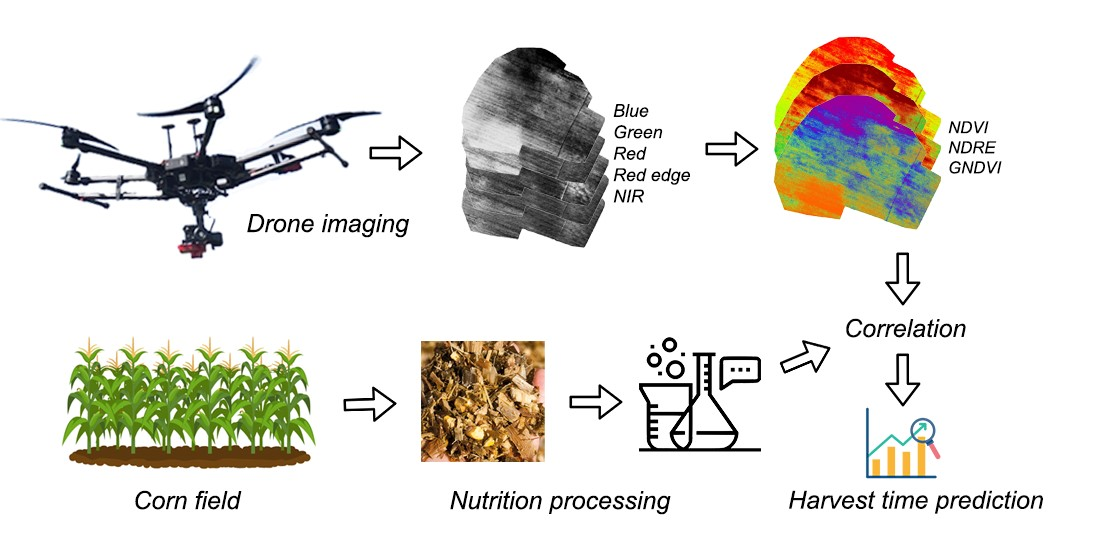 Drone imaging
Blue
Green
Red
Red edge
NIR
NDVI
NDRE
GNDVI
Correlation
Corn field
Nutrition processing
Harvest time prediction